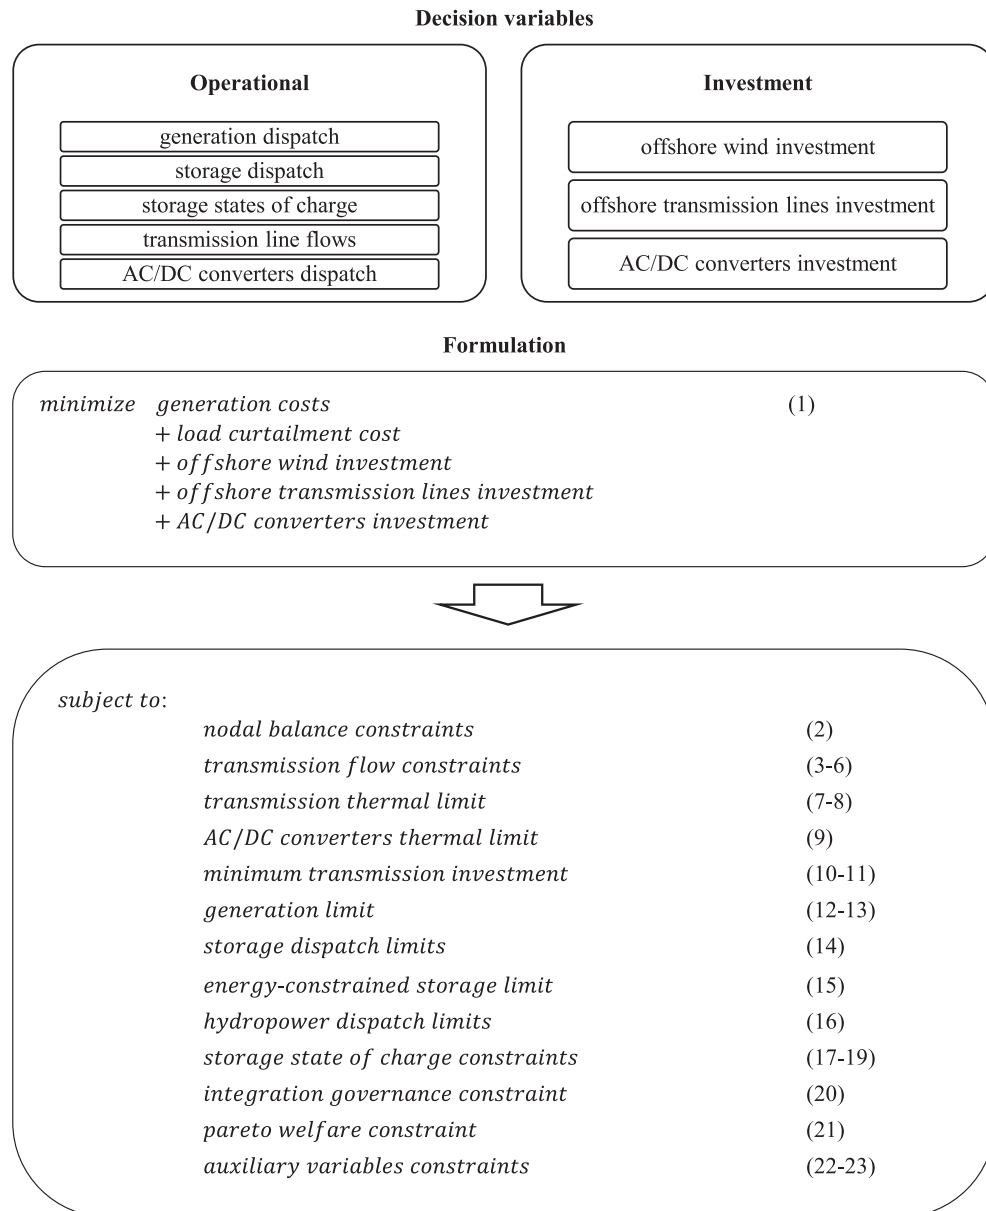 Decision variables
Operational
generation dispatch
storage dispatch
storage states of charge
transmission line flows
AC/DC converters dispatch
Investment
offshore wind investment
offshore transmission lines investment
AC/DC converters investment
Formulation
minimize generation costs (1)
+ load curtailment cost
+ offshore wind investment
+ offshore transmission lines investment
+ AC/DC converters investment
subject to:
nodal balance constraints (2)
transmission flow constraints (3-6)
transmission thermal limit (7-8)
AC/DC converters thermal limit (9)
minimum transmission investment (10-11)
generation limit (12-13)
storage dispatch limits (14)
energy-constrained storage limit (15)
hydropower dispatch limits (16)
storage state of charge constraints (17-19)
integration governance constraint (20)
pareto welfare constraint (21)
auxiliary variables constraints (22-23)